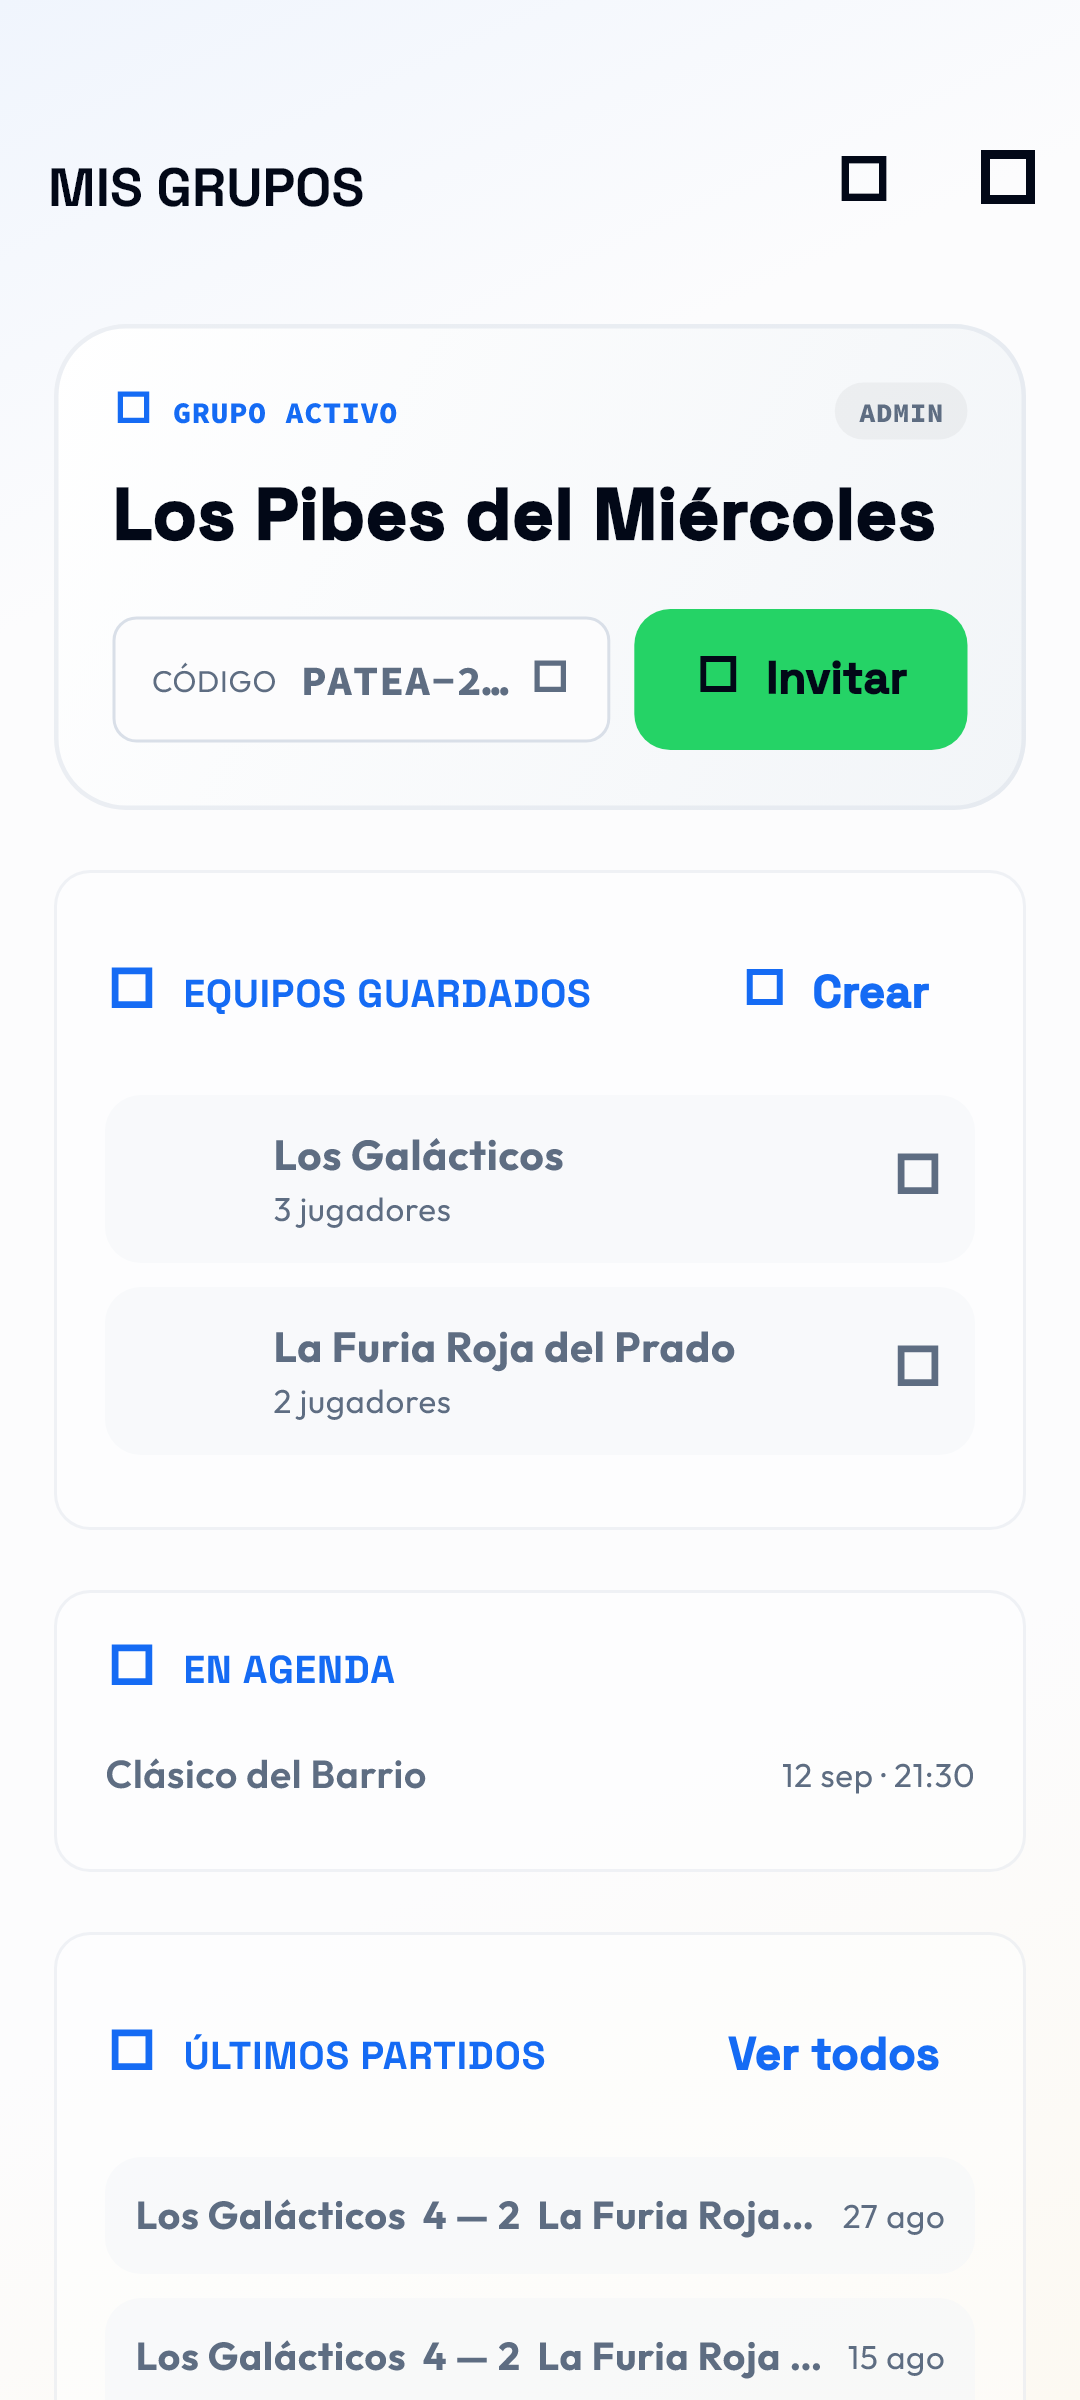 MIS GRUPOS
GRUPO ACTIVO
ADMIN
Los Pibes del Miércoles
CÓDIGO PATEA-2...
Invitar
EQUIPOS GUARDADOS
Crear
Los Galácticos
3 jugadores
La Furia Roja del Prado
2 jugadores
EN AGENDA
Clásico del Barrio
12 sep · 21:30
ÚLTIMOS PARTIDOS
Ver todos
Los Galácticos 4 — 2 La Furia Roja... 27 ago
Los Galácticos 4 — 2 La Furia Roja ... 15 ago